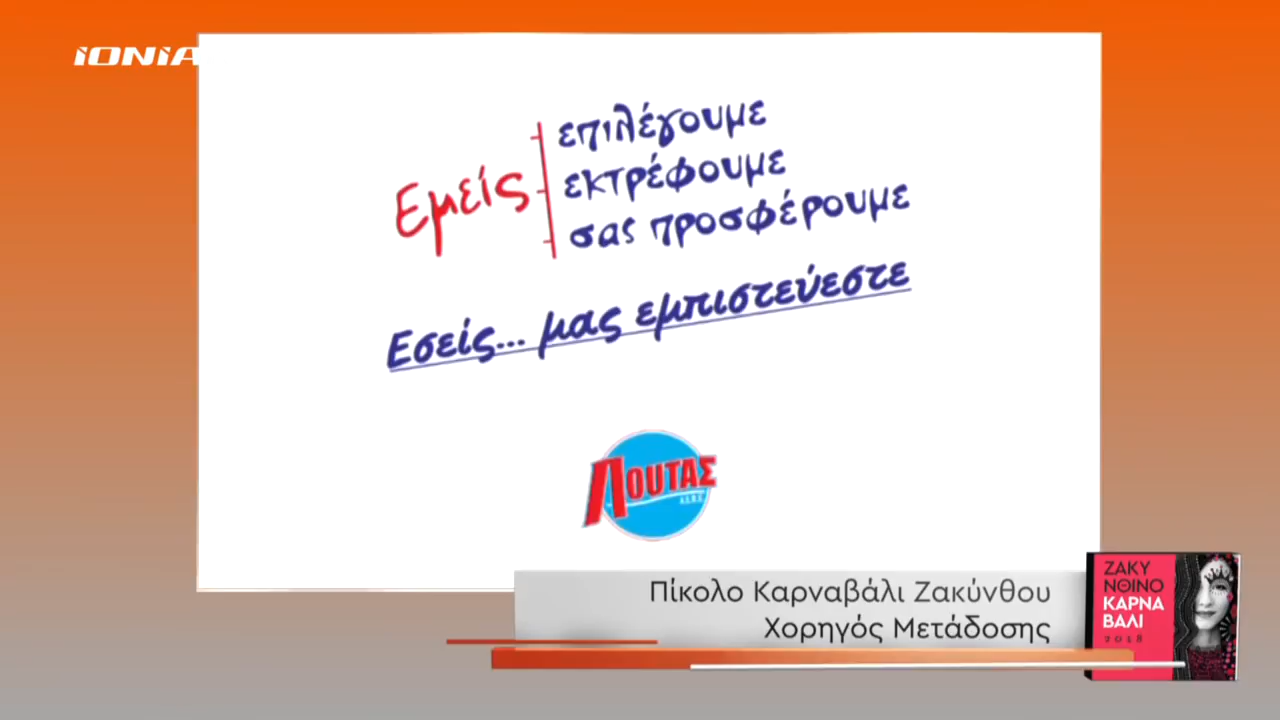 IONIA
Εμείς
επιλέγουμε
εκτρέφουμε
σας προσφέρουμε
Εσείς... μας εμπιστεύεστε
ΛΟΥΤΑΣ
Α.Ε.Β.Ε.
Πίκολο Καρναβάλι Ζακύνθου
Χορηγός Μετάδοσης
ΖΑΚΥ
ΝΘΙΝΟ
ΚΑΡΝΑ
ΒΑΛΙ
2018